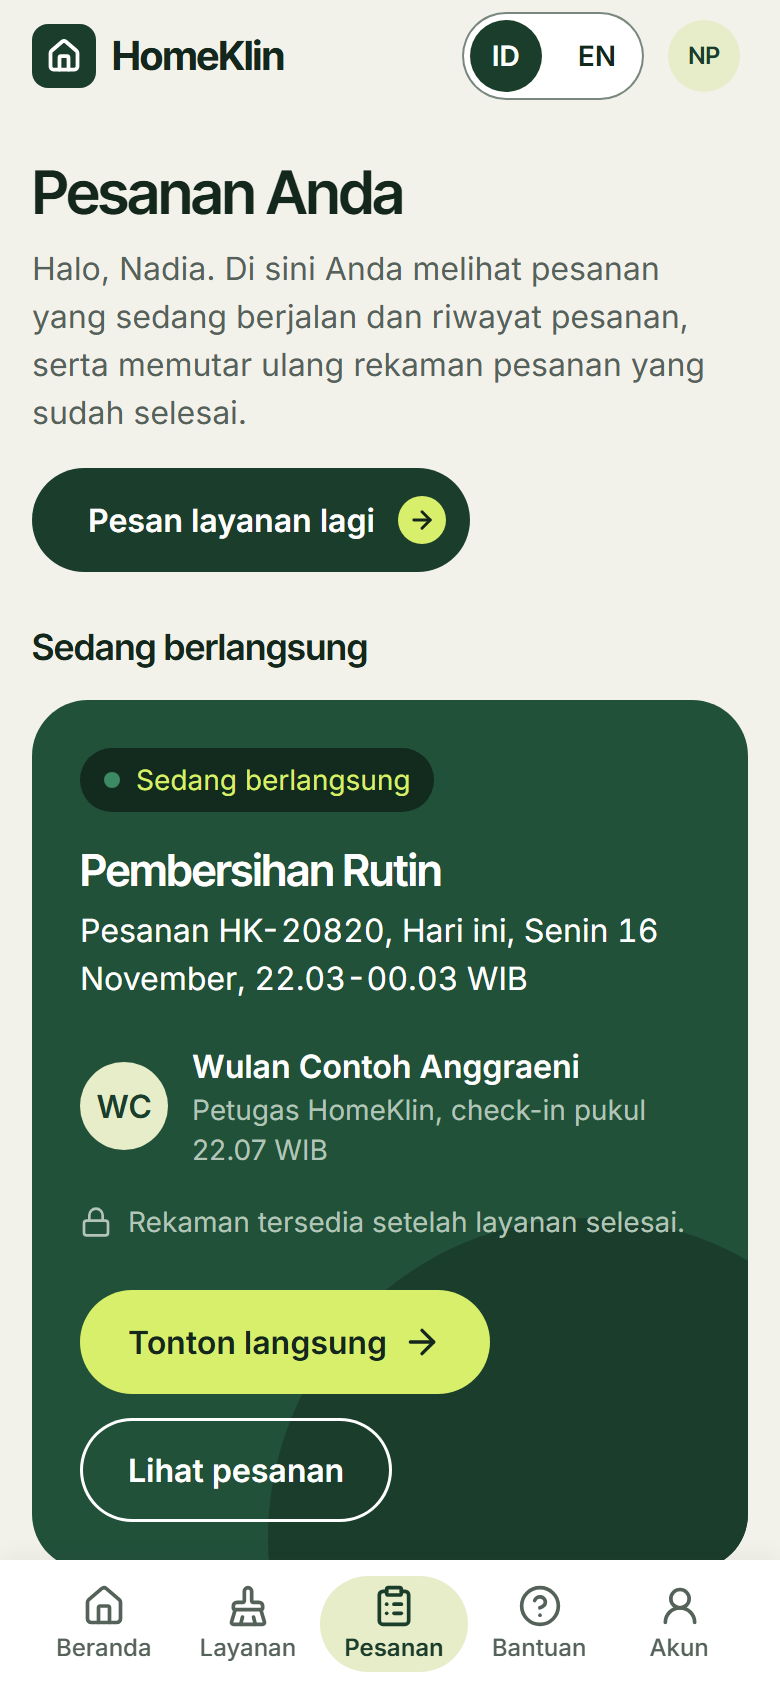 HomeKlin
ID
EN
NP
Pesanan Anda
Halo, Nadia. Di sini Anda melihat pesanan
yang sedang berjalan dan riwayat pesanan,
serta memutar ulang rekaman pesanan yang
sudah selesai.
Pesan layanan lagi
Sedang berlangsung
Sedang berlangsung
Pembersihan Rutin
Pesanan HK-20820, Hari ini, Senin 16
November, 22.03-00.03 WIB
WC
Wulan Contoh Anggraeni
Petugas HomeKlin, check-in pukul
22.07 WIB
Rekaman tersedia setelah layanan selesai.
Tonton langsung
Lihat pesanan
Beranda
Layanan
Pesanan
Bantuan
Akun